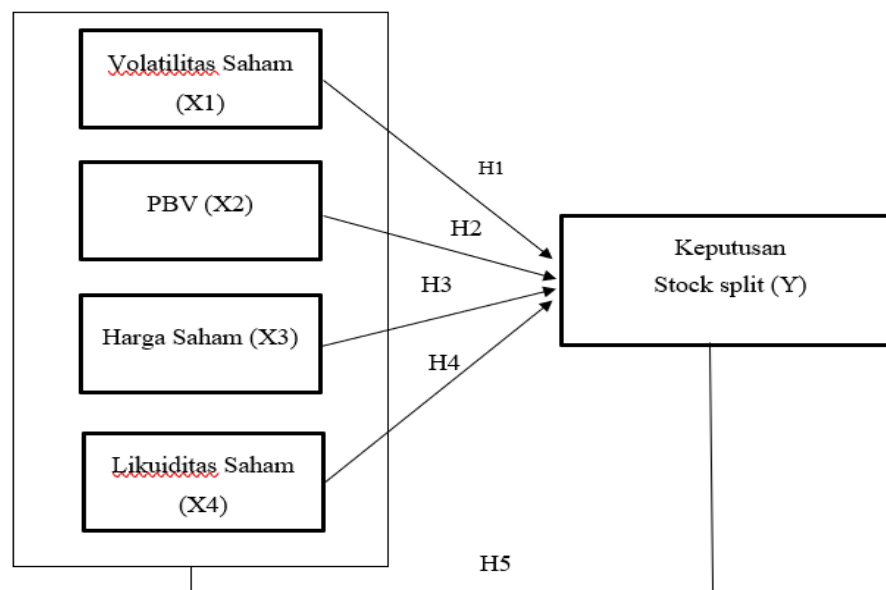 Volatilitas Saham
(X1)
H1
PBV (X2)
H2
Keputusan
Stock split (Y)
H3
Harga Saham (X3)
H4
Likuiditas Saham
(X4)
H5